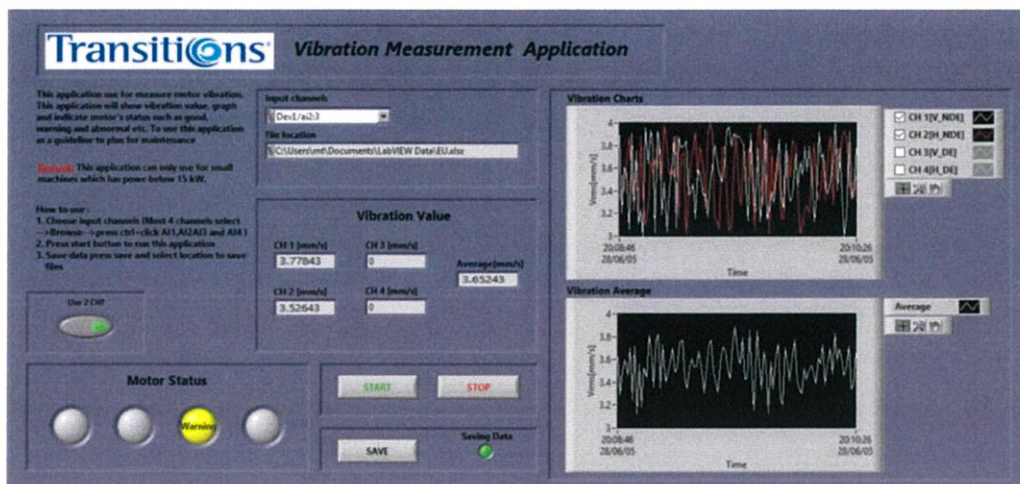 Transitions
Vibration Measurement Application
This application use for measure motor vibration.
This application will show vibration value, graph
and indicate motor's status such as good,
warning and abnormal etc. To use this application
as a guideline to plan for maintenance
This application can only use for small
machines which has powe below 15 kW.
How to use :
1. Choose input channels (Most 4 channels select
-->Browse-->press ctrl+click AI1,AI2AI3 and AI4 )
2. Press start button to run this application
3. Save data press save and select location to save
files
Use 2 CH?
Input channels
Dev1/ai2:3
File location
C:\Users\mt\Documents\LabVIEW Data\EU.xlsx
Vibration Value
CH 1 [mm/s]
3.77843
CH 3 [mm/s]
0
Average[mm/s]
3.65243
CH 2 [mm/s]
3.52643
CH 4 [mm/s]
0
Motor Status
Warning
START
STOP
SAVE
Saving Data
Vibration Charts
Vrms[mm/s]
4
3.8
3.6
3.4
3.2
3
20:08:46
28/06/05
20:10:26
28/06/05
Time
CH 1[V_NDE]
CH 2[H_NDE]
CH 3[V_DE]
CH 4[H_DE]
Vibration Average
Vrms[mm/s]
4
3.8
3.6
3.4
3.2
3
20:08:46
28/06/05
20:10:26
28/06/05
Time
Average